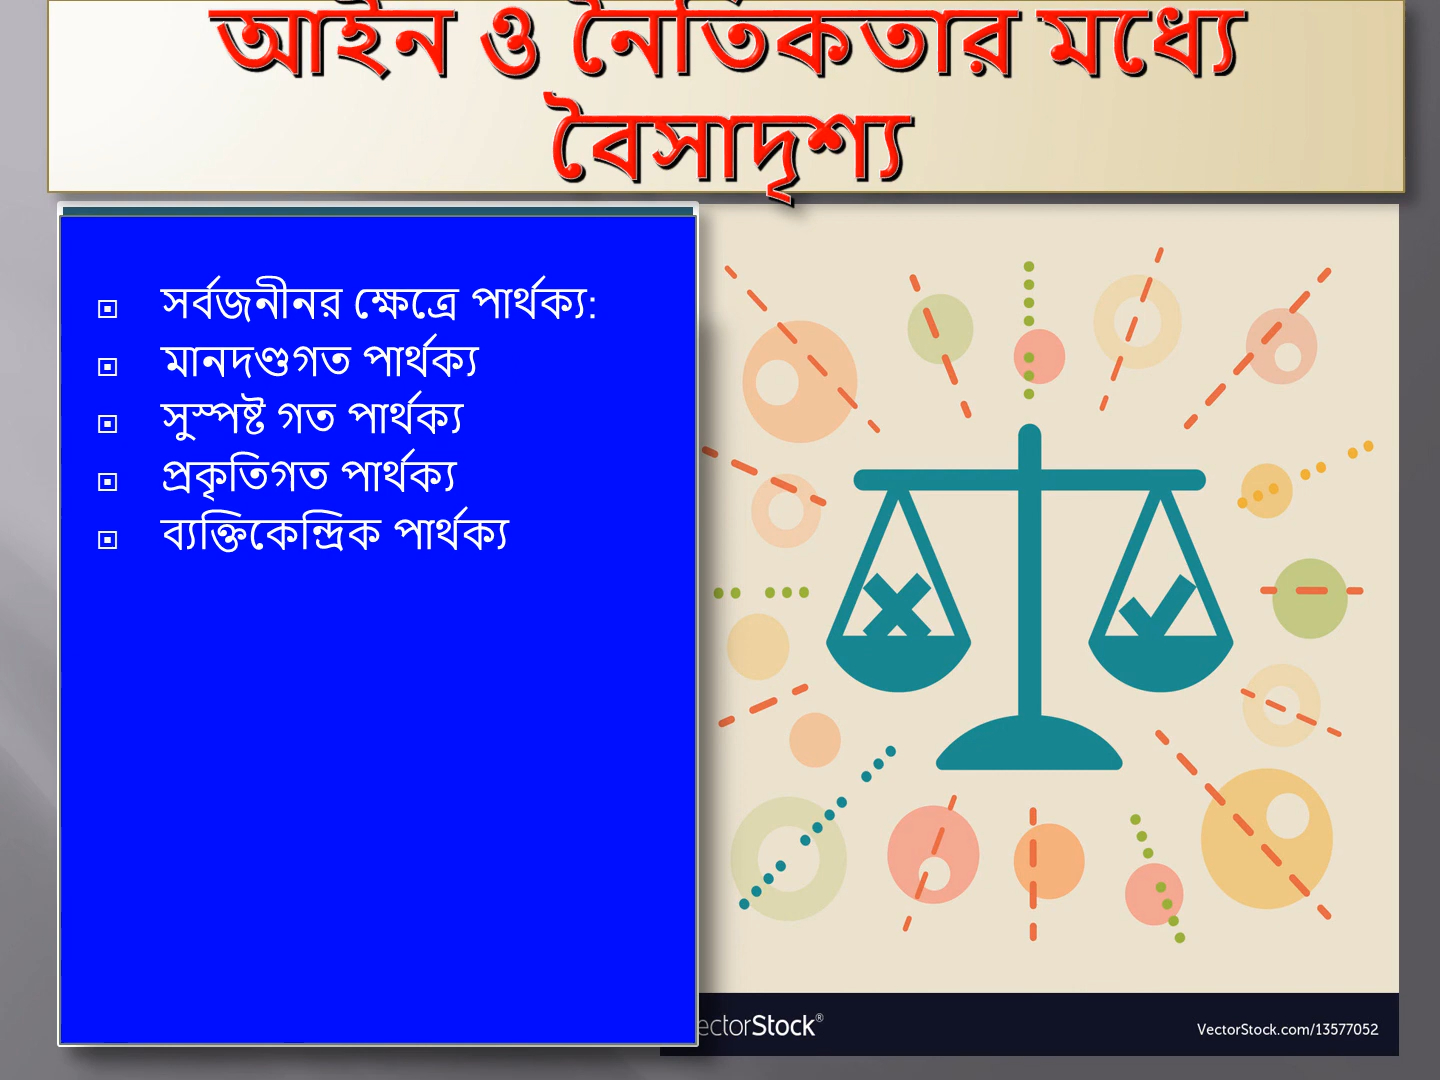 আইন ও নৈতিকতার মধ্যে
বৈসাদৃশ্য
সর্বজনীনর ক্ষেত্রে পার্থক্য:
মানদণ্ডগত পার্থক্য
সুস্পষ্ট গত পার্থক্য
প্রকৃতিগত পার্থক্য
ব্যক্তিকেন্দ্রিক পার্থক্য
ectorStock®
VectorStock.com/13577052